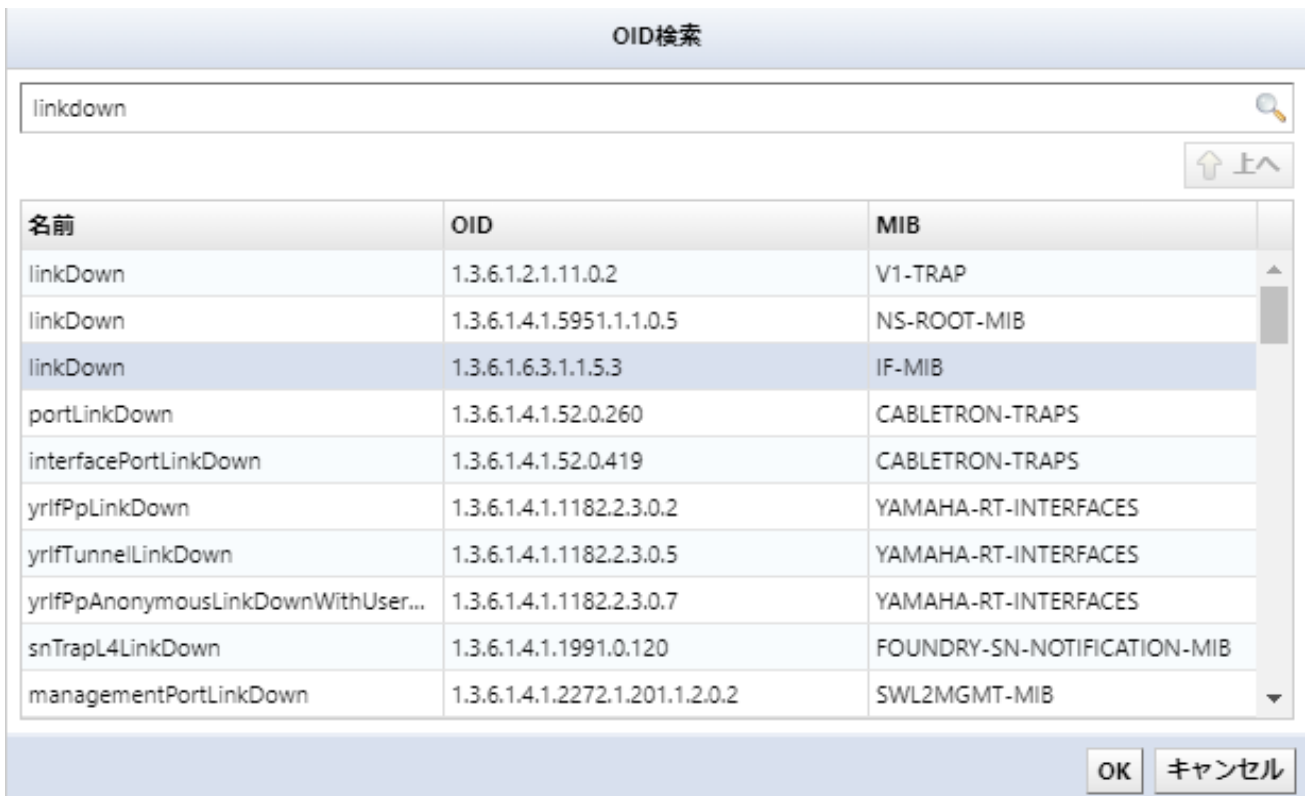 OID検索
linkdown
上へ
名前 OID MIB
linkDown 1.3.6.1.2.1.11.0.2 V1-TRAP
linkDown 1.3.6.1.4.1.5951.1.1.0.5 NS-ROOT-MIB
linkDown 1.3.6.1.6.3.1.1.5.3 IF-MIB
portLinkDown 1.3.6.1.4.1.52.0.260 CABLETRON-TRAPS
interfacePortLinkDown 1.3.6.1.4.1.52.0.419 CABLETRON-TRAPS
yrIfPpLinkDown 1.3.6.1.4.1.1182.2.3.0.2 YAMAHA-RT-INTERFACES
yrIfTunnelLinkDown 1.3.6.1.4.1.1182.2.3.0.5 YAMAHA-RT-INTERFACES
yrIfPpAnonymousLinkDownWithUser... 1.3.6.1.4.1.1182.2.3.0.7 YAMAHA-RT-INTERFACES
snTrapL4LinkDown 1.3.6.1.4.1.1991.0.120 FOUNDRY-SN-NOTIFICATION-MIB
managementPortLinkDown 1.3.6.1.4.1.2272.1.201.1.2.0.2 SWL2MGMT-MIB
OK キャンセル